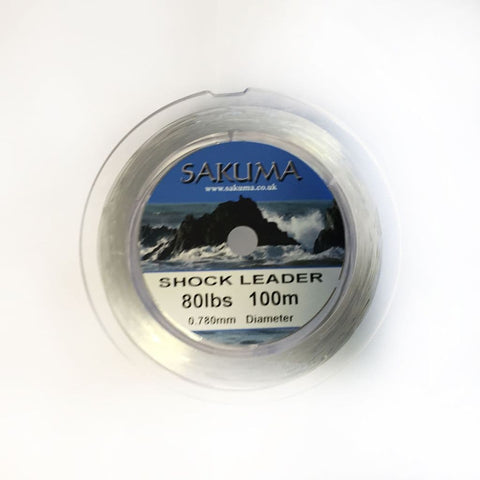 SAKUMA
www.sakuma.co.uk
SHOCK LEADER
80lbs 100m
0.780mm Diameter